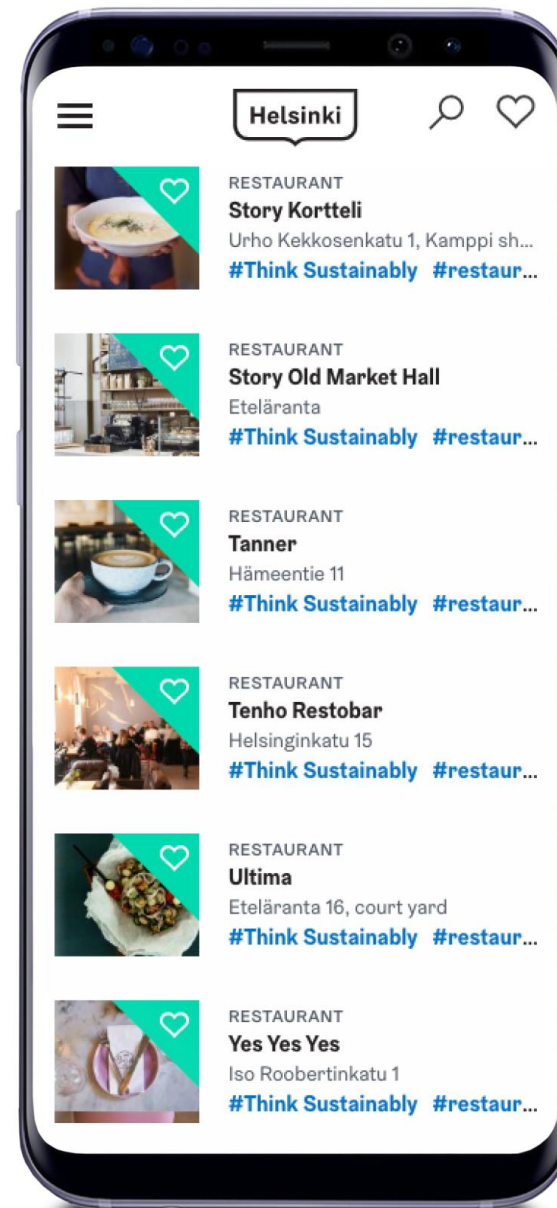 Helsinki
RESTAURANT
Story Kortteli
Urho Kekkosenkatu 1, Kamppi sh...
#Think Sustainably #restaur...
RESTAURANT
Story Old Market Hall
Eteläranta
#Think Sustainably #restaur...
RESTAURANT
Tanner
Hämeentie 11
#Think Sustainably #restaur...
RESTAURANT
Tenho Restobar
Helsinginkatu 15
#Think Sustainably #restaur...
RESTAURANT
Ultima
Eteläranta 16, court yard
#Think Sustainably #restaur...
RESTAURANT
Yes Yes Yes
Iso Roobertinkatu 1
#Think Sustainably #restaur...